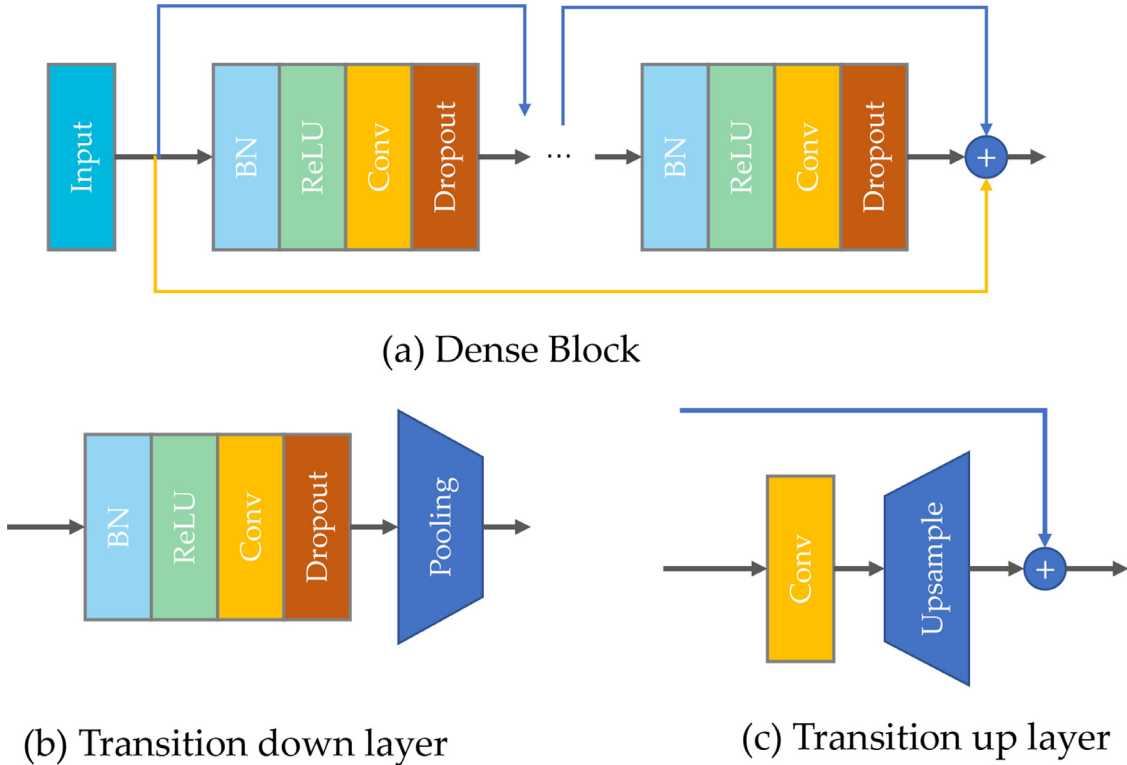 Input
BN
ReLU
Conv
Dropout
...
BN
ReLU
Conv
Dropout
+
(a) Dense Block
BN
ReLU
Conv
Dropout
Pooling
Conv
Upsample
+
(b) Transition down layer
(c) Transition up layer